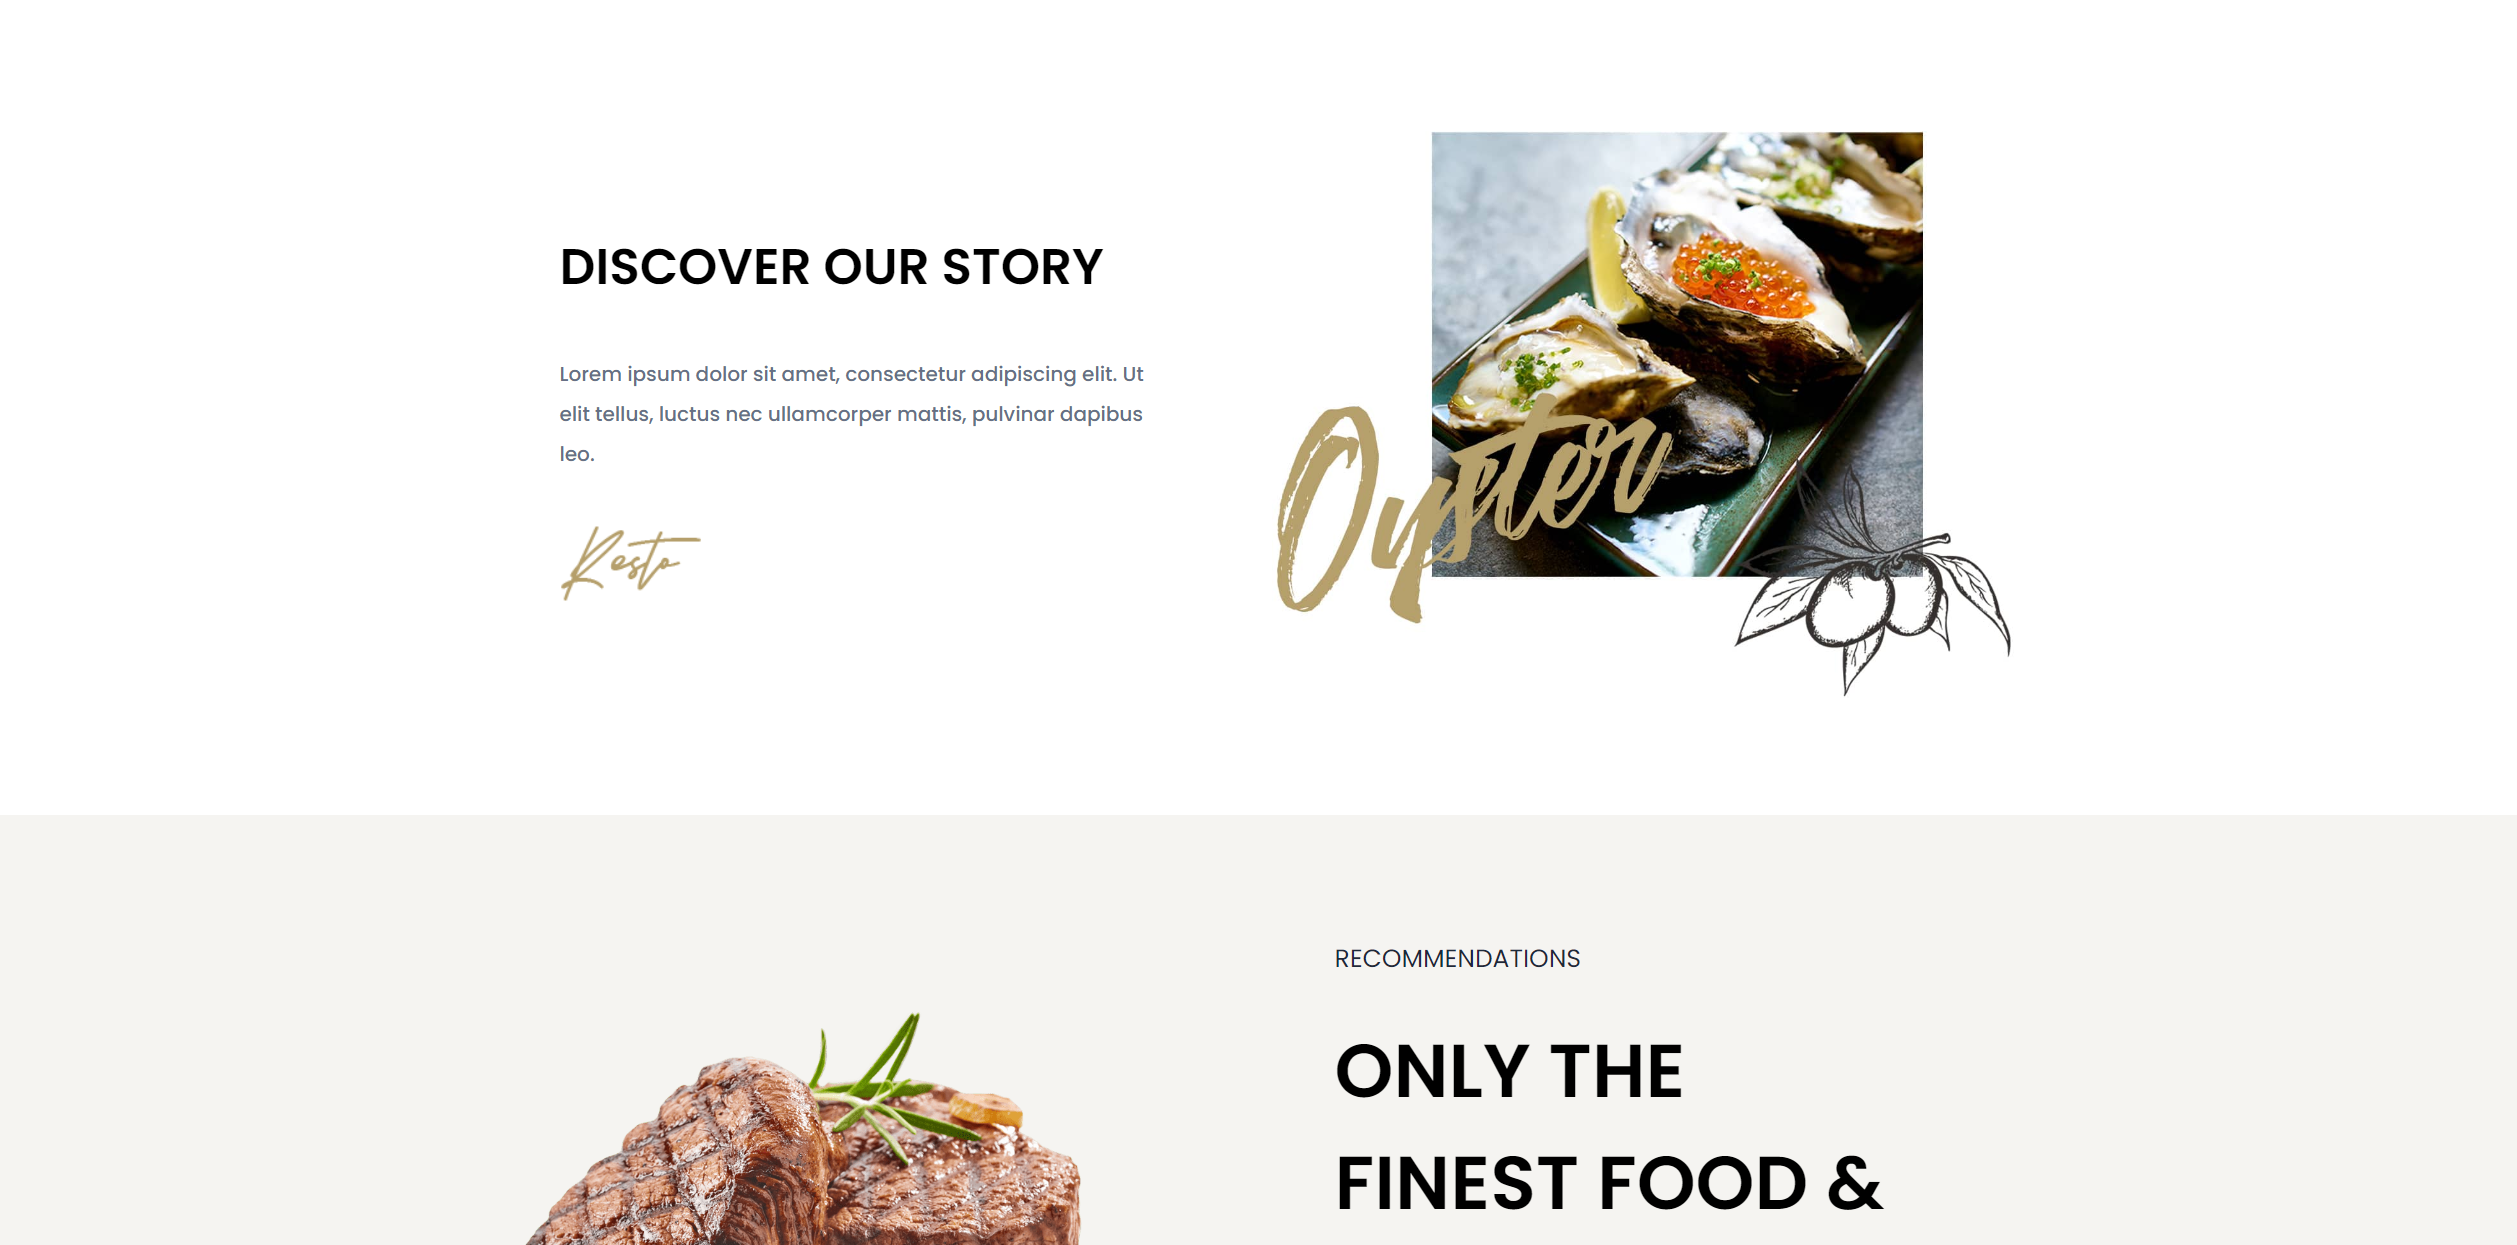 DISCOVER OUR STORY
Lorem ipsum dolor sit amet, consectetur adipiscing elit. Ut
elit tellus, luctus nec ullamcorper mattis, pulvinar dapibus
leo.
Resto
Oyster
RECOMMENDATIONS
ONLY THE
FINEST FOOD &